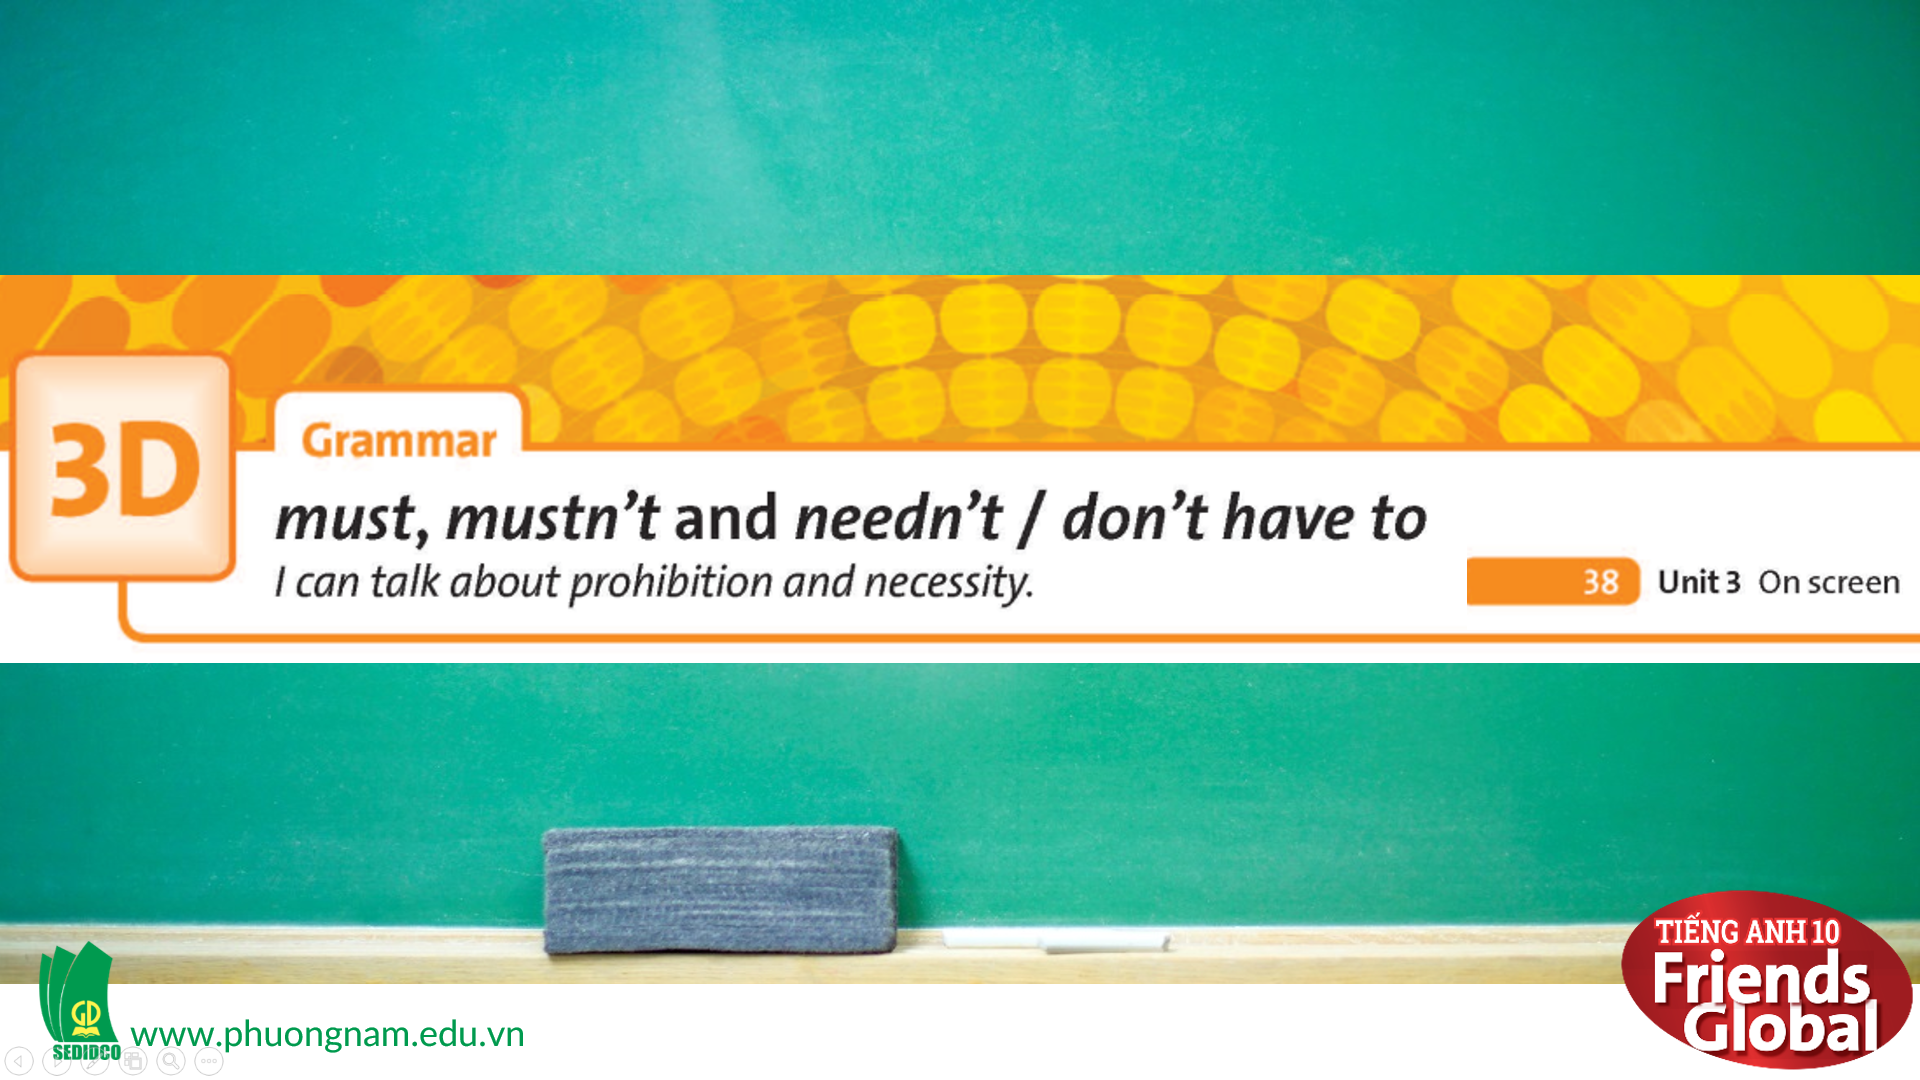 3D
Grammar
must, mustn’t and needn’t / don’t have to
I can talk about prohibition and necessity.
38 Unit 3 On screen
GD
SEDIDCO
www.phuongnam.edu.vn
TIẾNG ANH 10
Friends
Global